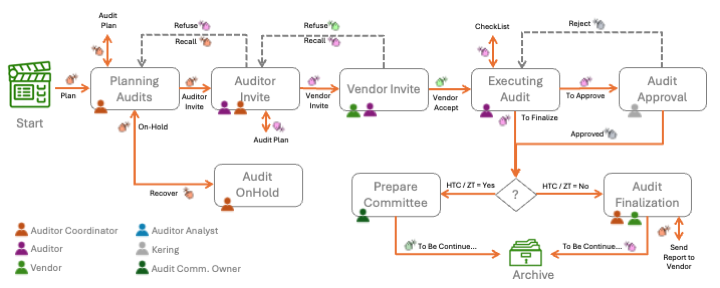 Audit
Plan
Refuse
Recall
Refuse
Recall
CheckList
Reject
Start
Plan
Planning
Audits
Auditor
Invite
Auditor
Invite
Vendor
Invite
Vendor Invite
Vendor
Accept
Executing
Audit
To Approve
Audit
Approval
On-Hold
Audit Plan
To Finalize
Approved
Recover
Audit
OnHold
Prepare
Committee
HTC / ZT = Yes
?
HTC / ZT = No
Audit
Finalization
To Be Continue...
To Be Continue...
Send
Report to
Vendor
Archive
Auditor Coordinator
Auditor
Vendor
Auditor Analyst
Kering
Audit Comm. Owner